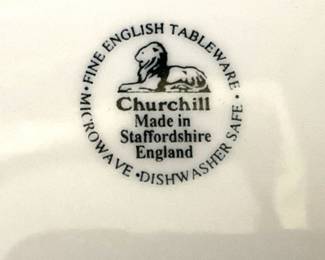 • FINE ENGLISH TABLEWARE •
Churchill
Made in
Staffordshire
England
MICROWAVE • DISHWASHER SAFE